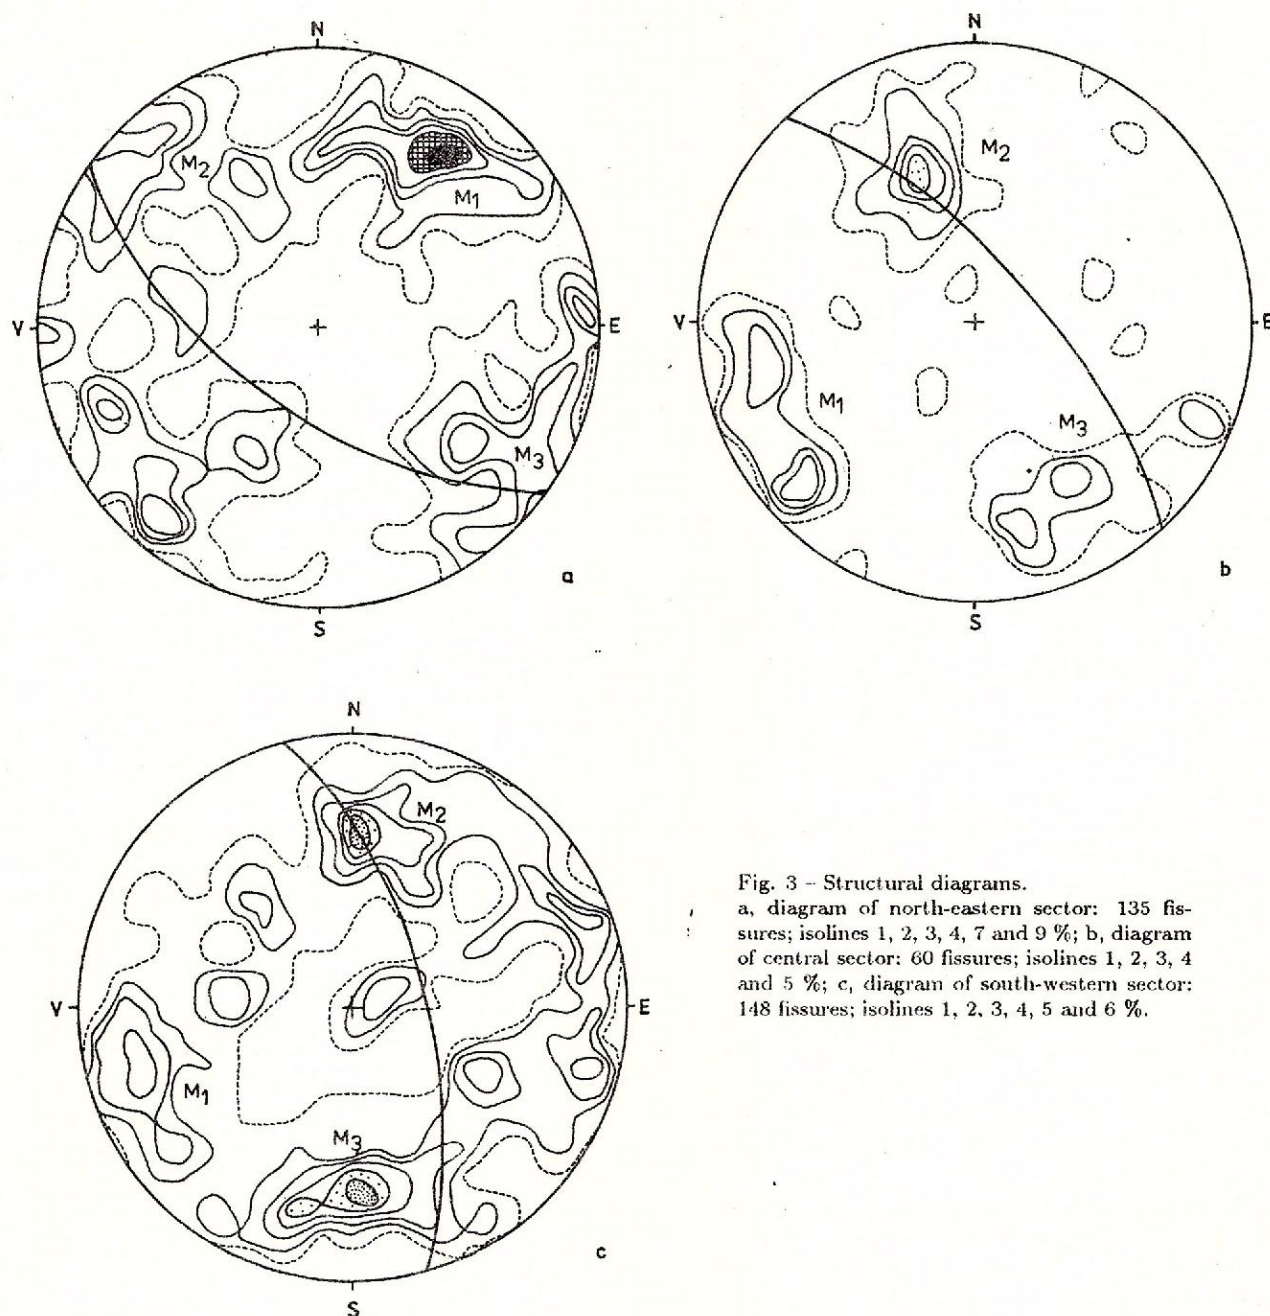 N
N
M2
M1
M2
V
E
V
E
M1
M3
M3
a
b
S
S
N
M2
V
E
M1
M3
c
S
Fig. 3 – Structural diagrams.
a, diagram of north-eastern sector: 135 fis-
sures; isolines 1, 2, 3, 4, 7 and 9 %; b, diagram
of central sector: 60 fissures; isolines 1, 2, 3, 4
and 5 %; c, diagram of south-western sector:
148 fissures; isolines 1, 2, 3, 4, 5 and 6 %.